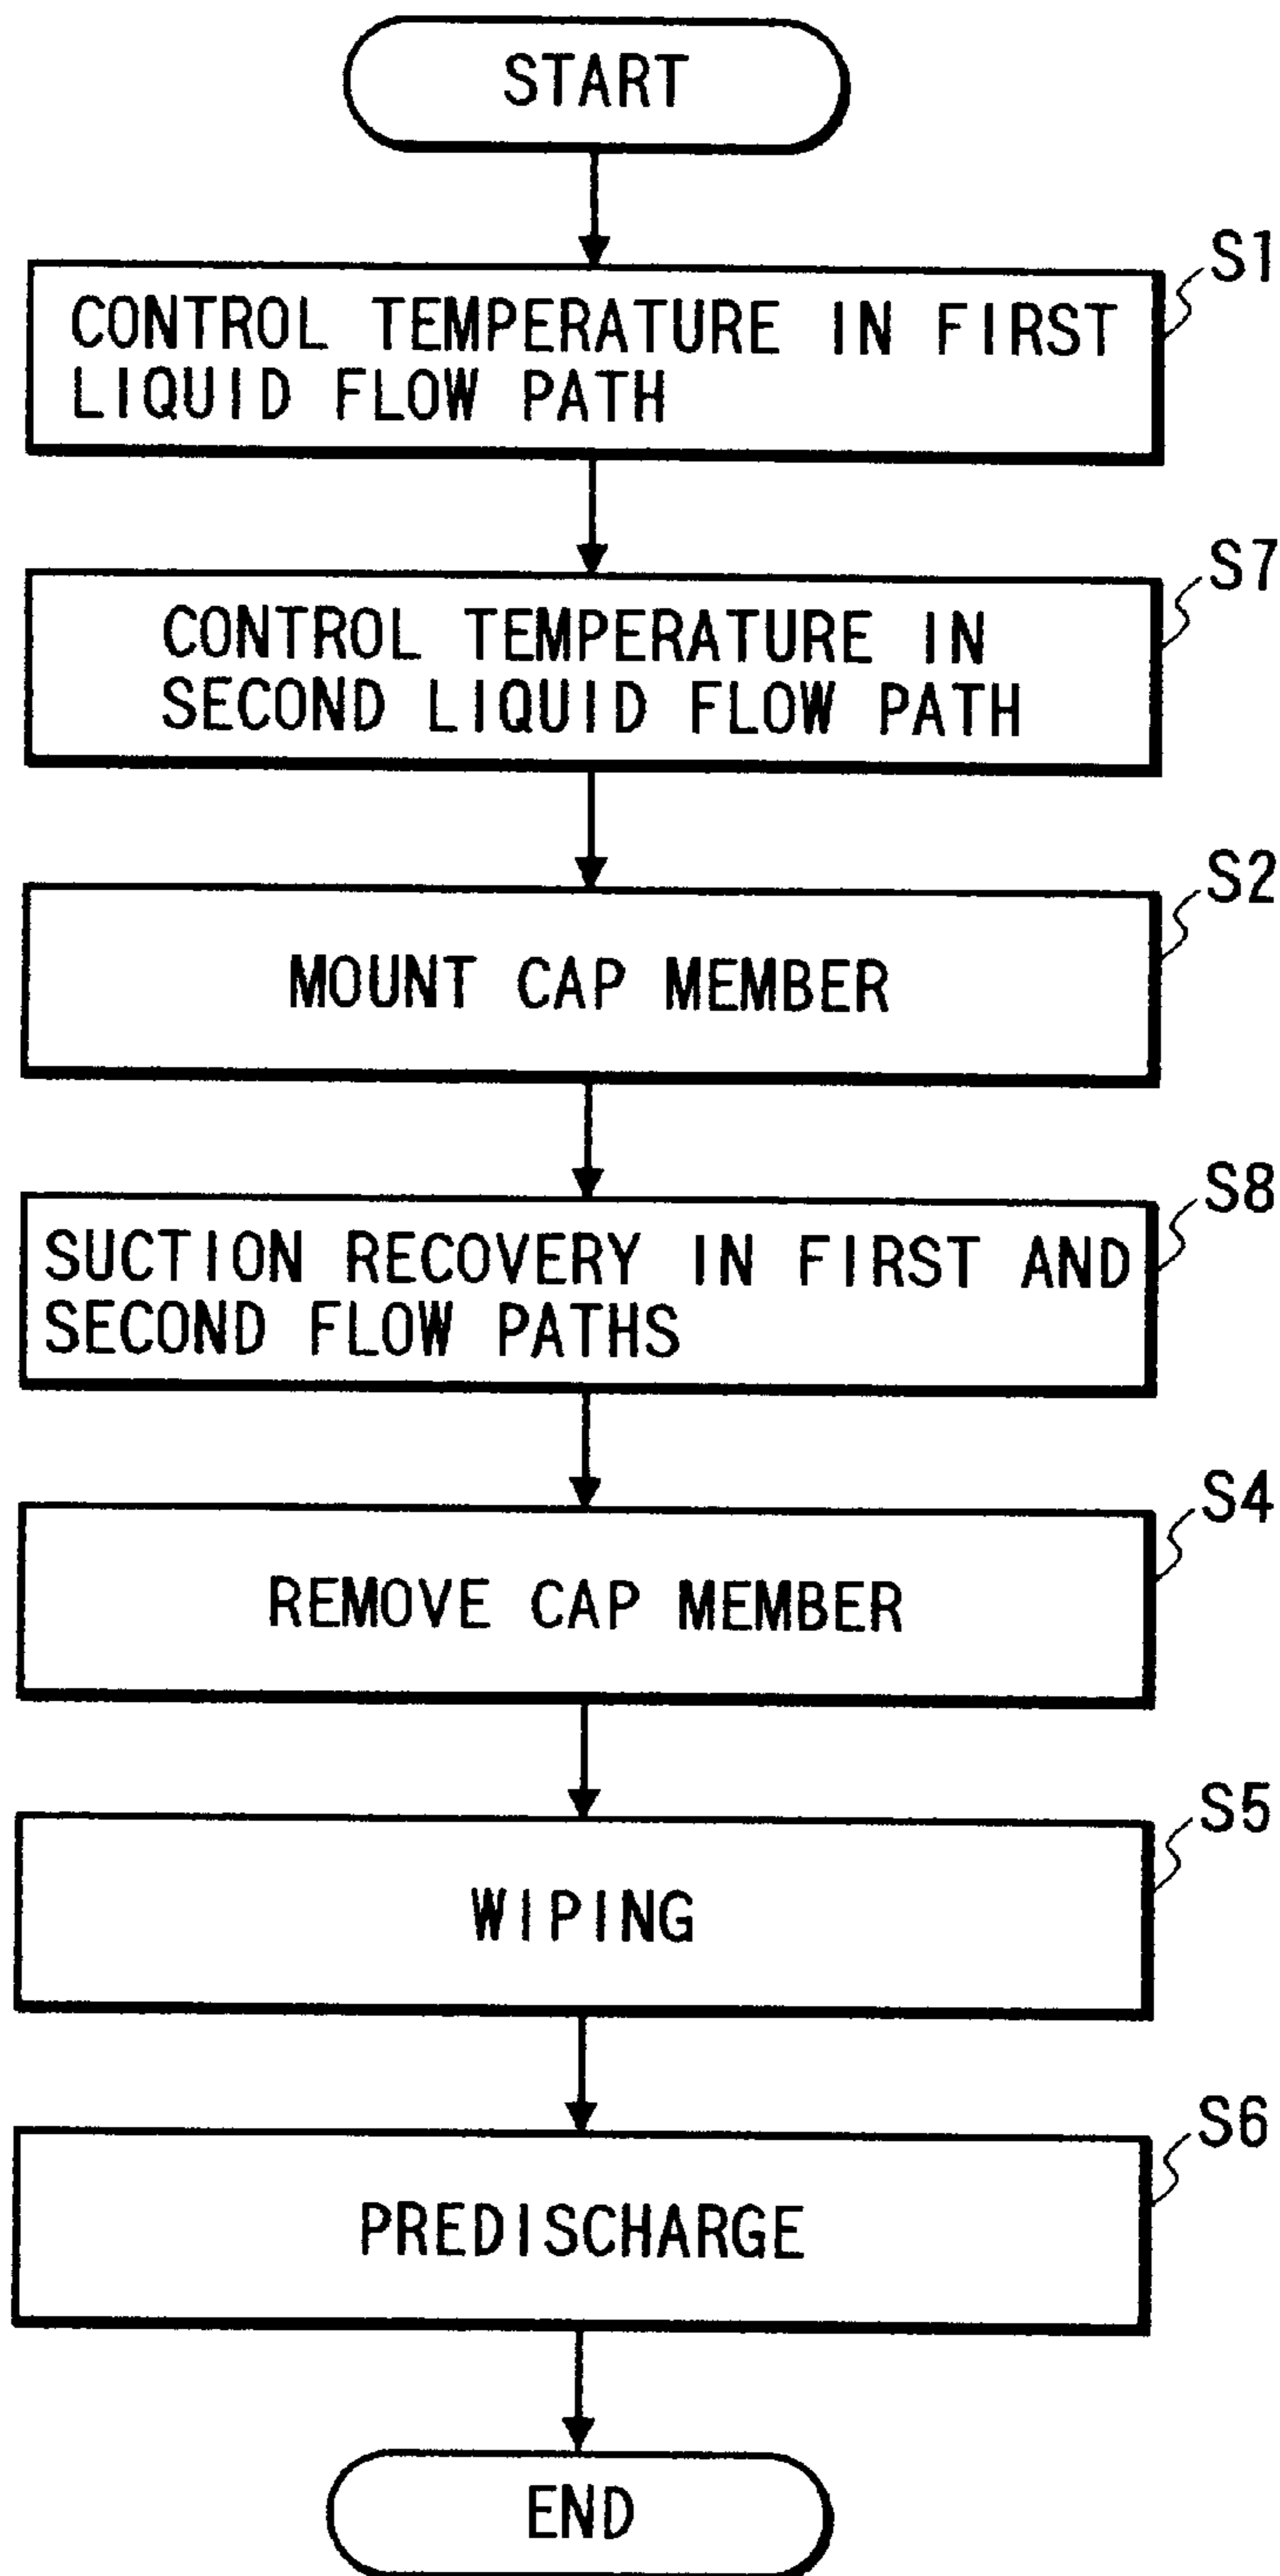 START
S1
CONTROL TEMPERATURE IN FIRST
LIQUID FLOW PATH
S7
CONTROL TEMPERATURE IN
SECOND LIQUID FLOW PATH
S2
MOUNT CAP MEMBER
S8
SUCTION RECOVERY IN FIRST AND
SECOND FLOW PATHS
S4
REMOVE CAP MEMBER
S5
WIPING
S6
PREDISCHARGE
END